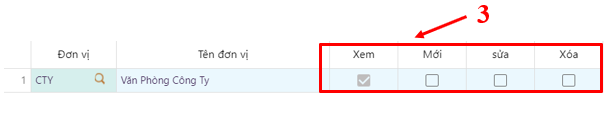 3
Đơn vị Tên đơn vị Xem Mới sửa Xóa
1 CTY Văn Phòng Công Ty